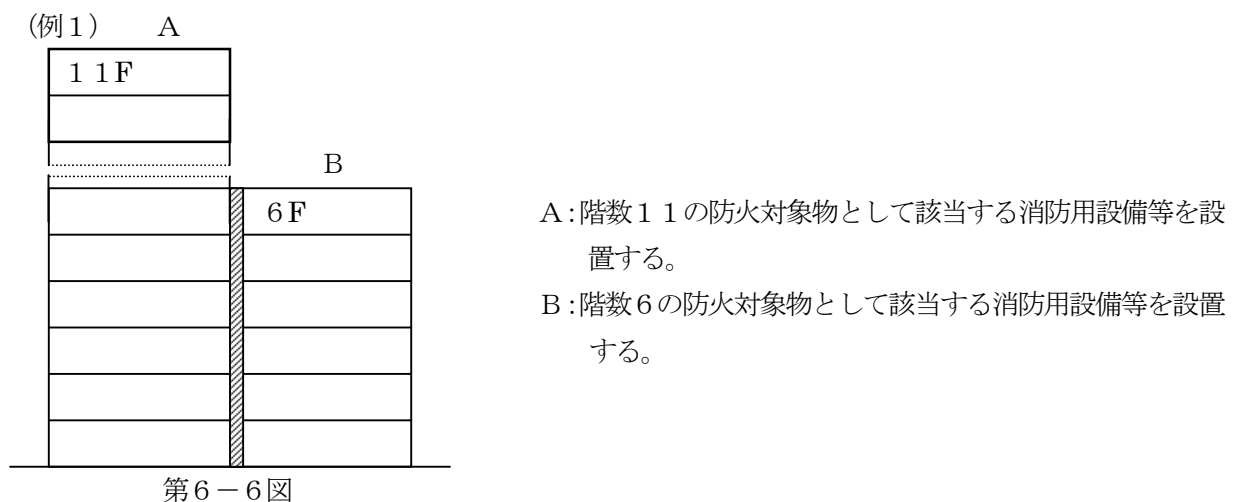 （例１）　Ａ
１１Ｆ
Ｂ
６Ｆ
Ａ：階数１１の防火対象物として該当する消防用設備等を設
置する。
Ｂ：階数６の防火対象物として該当する消防用設備等を設置
する。
第６－６図